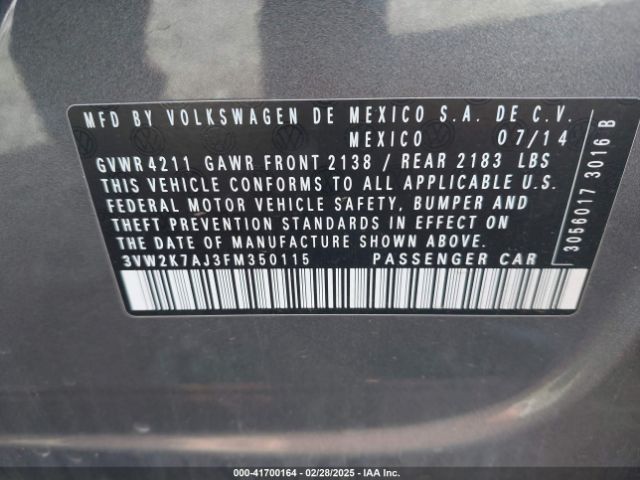 MFD BY VOLKSWAGEN DE MEXICO S.A. DE C.V.
MEXICO 07/14
GVWR 4211 GAWR FRONT 2138 / REAR 2183 LBS
THIS VEHICLE CONFORMS TO ALL APPLICABLE U.S.
FEDERAL MOTOR VEHICLE SAFETY, BUMPER AND
THEFT PREVENTION STANDARDS IN EFFECT ON
THE DATE OF MANUFACTURE SHOWN ABOVE.
3VW2K7AJ3FM350115 PASSENGER CAR
3056017 3016 B
000-41700164 | 02/28/2025 - IAA Inc.